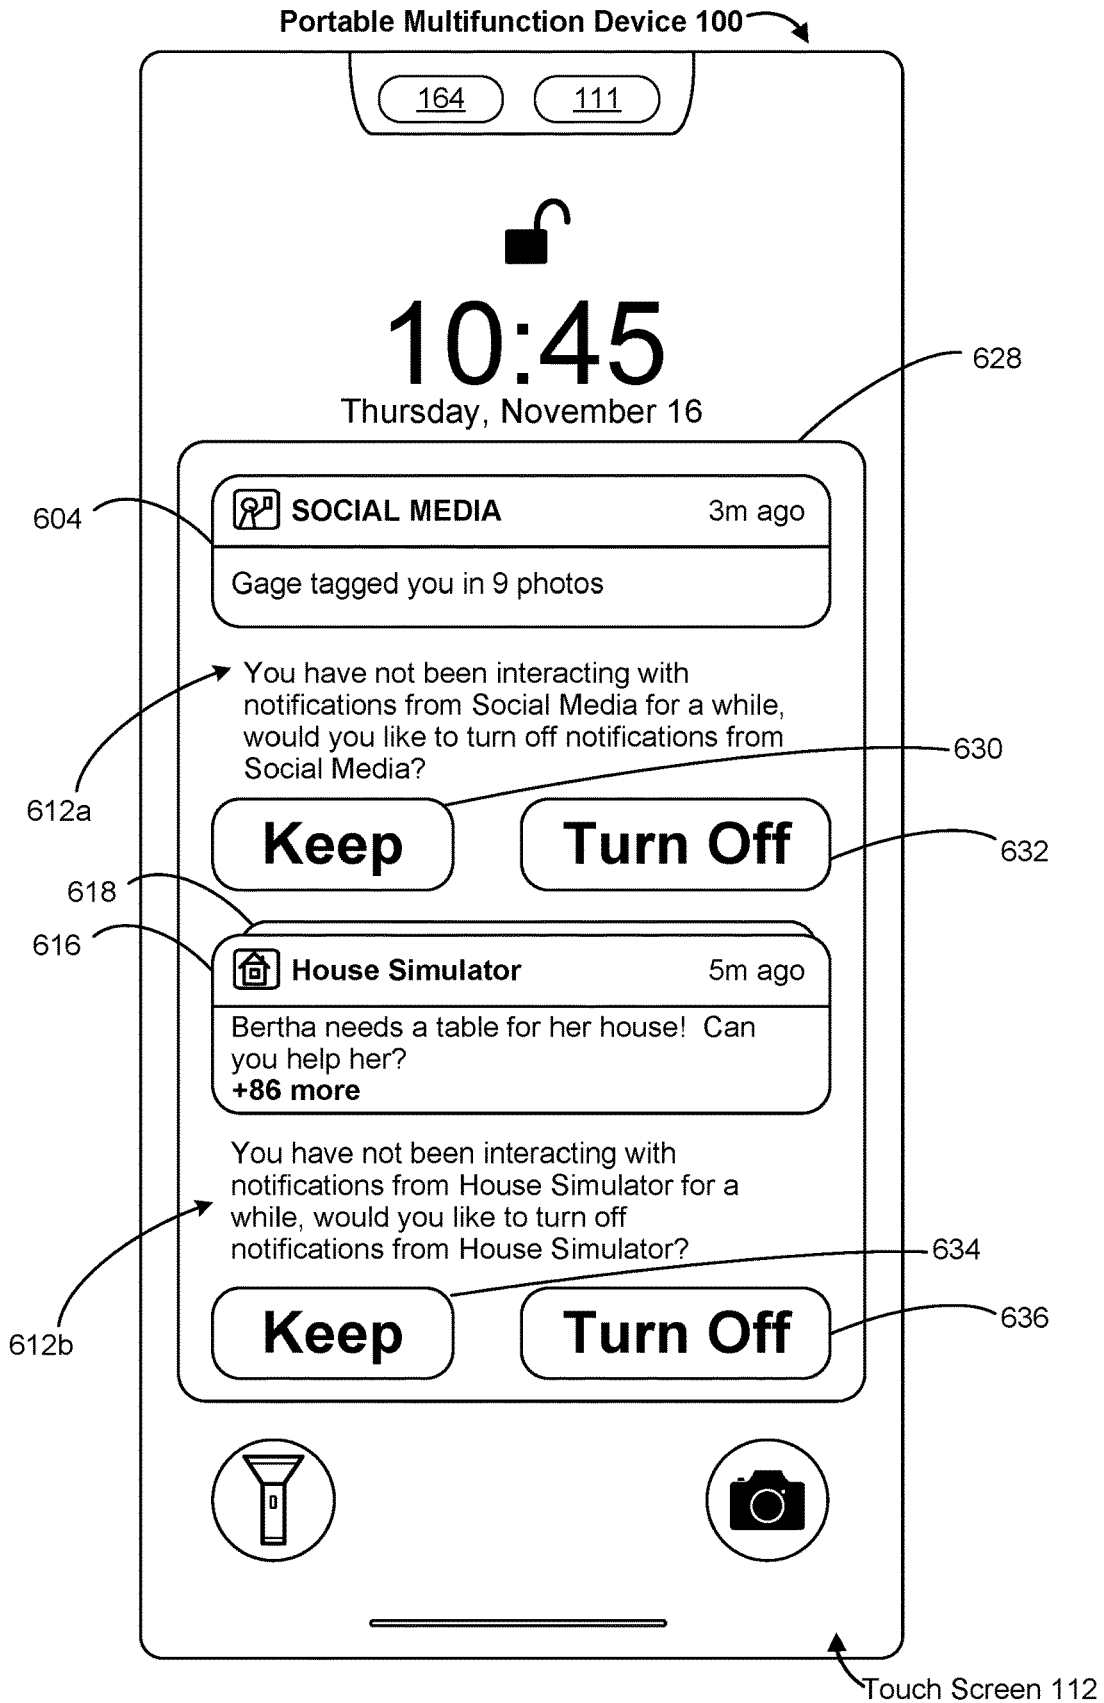 Portable Multifunction Device 100
164 111
10:45
628
Thursday, November 16
604
SOCIAL MEDIA 3m ago
Gage tagged you in 9 photos
You have not been interacting with
notifications from Social Media for a while,
would you like to turn off notifications from
Social Media?
630
612a
Keep Turn Off
632
618
616
House Simulator 5m ago
Bertha needs a table for her house! Can
you help her?
+86 more
You have not been interacting with
notifications from House Simulator for a
while, would you like to turn off
notifications from House Simulator?
634
612b
Keep Turn Off
636
Touch Screen 112